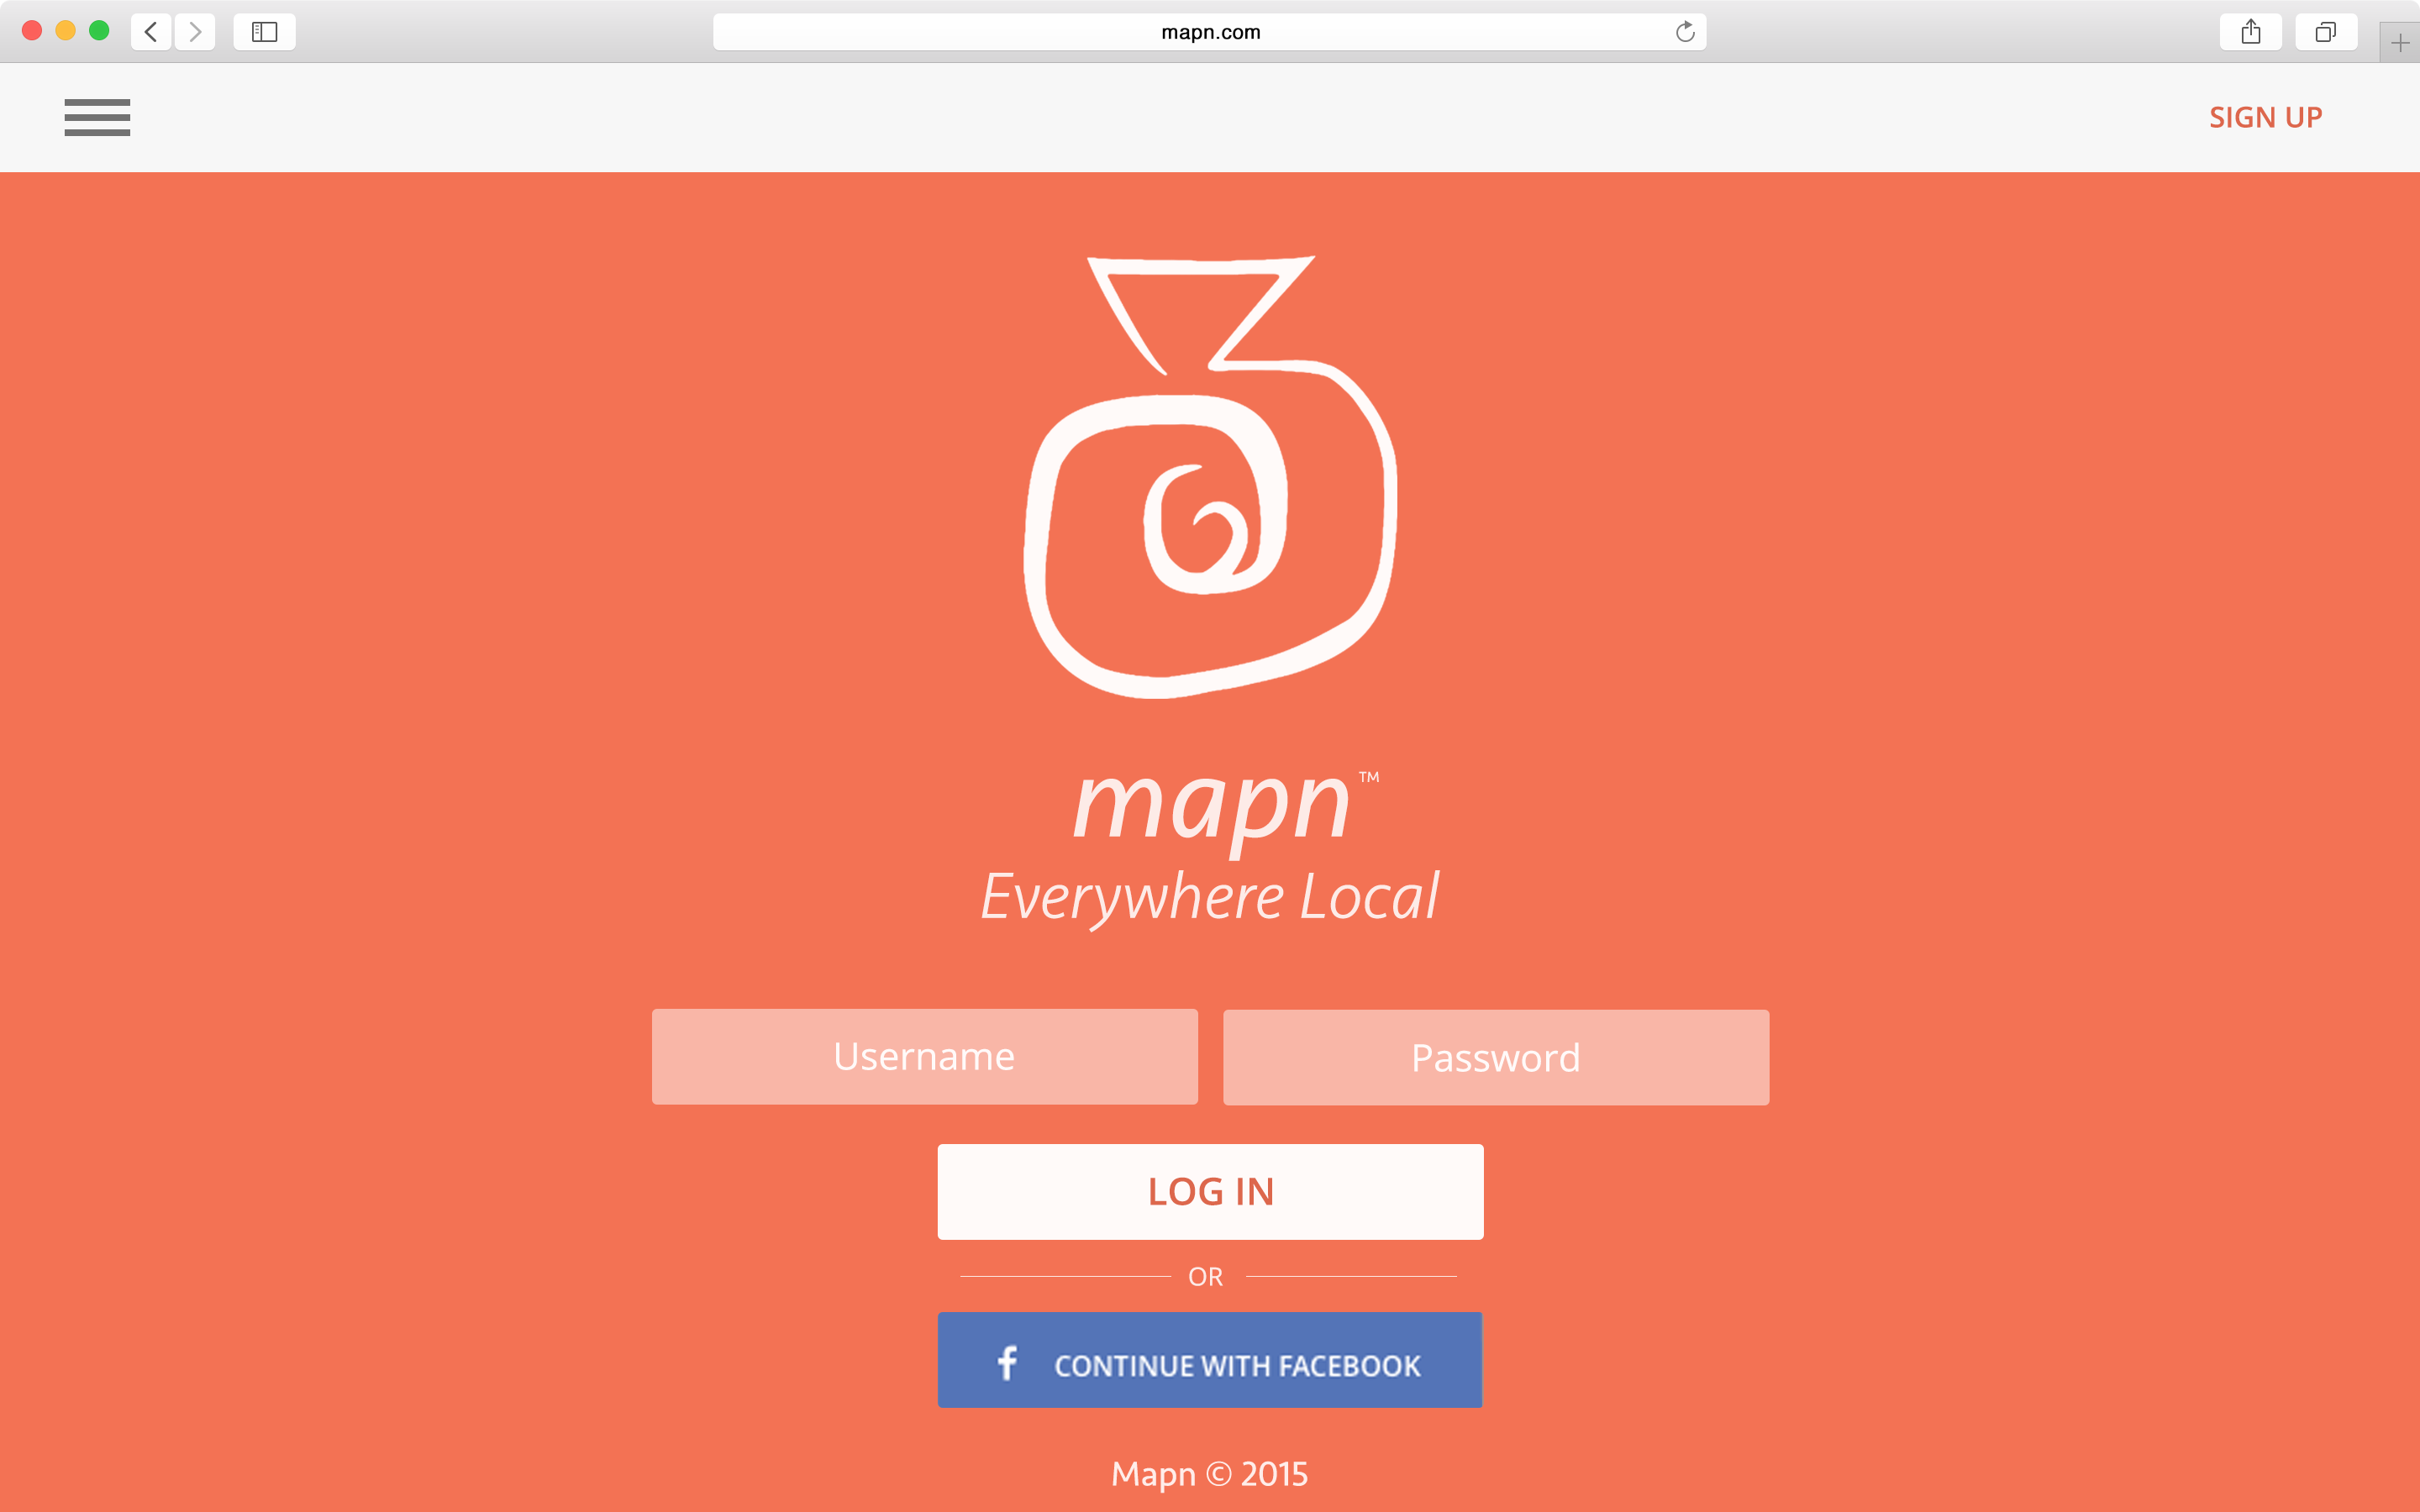 mapn.com
SIGN UP
mapn™
Everywhere Local
Username
Password
LOG IN
OR
f CONTINUE WITH FACEBOOK
Mapn © 2015